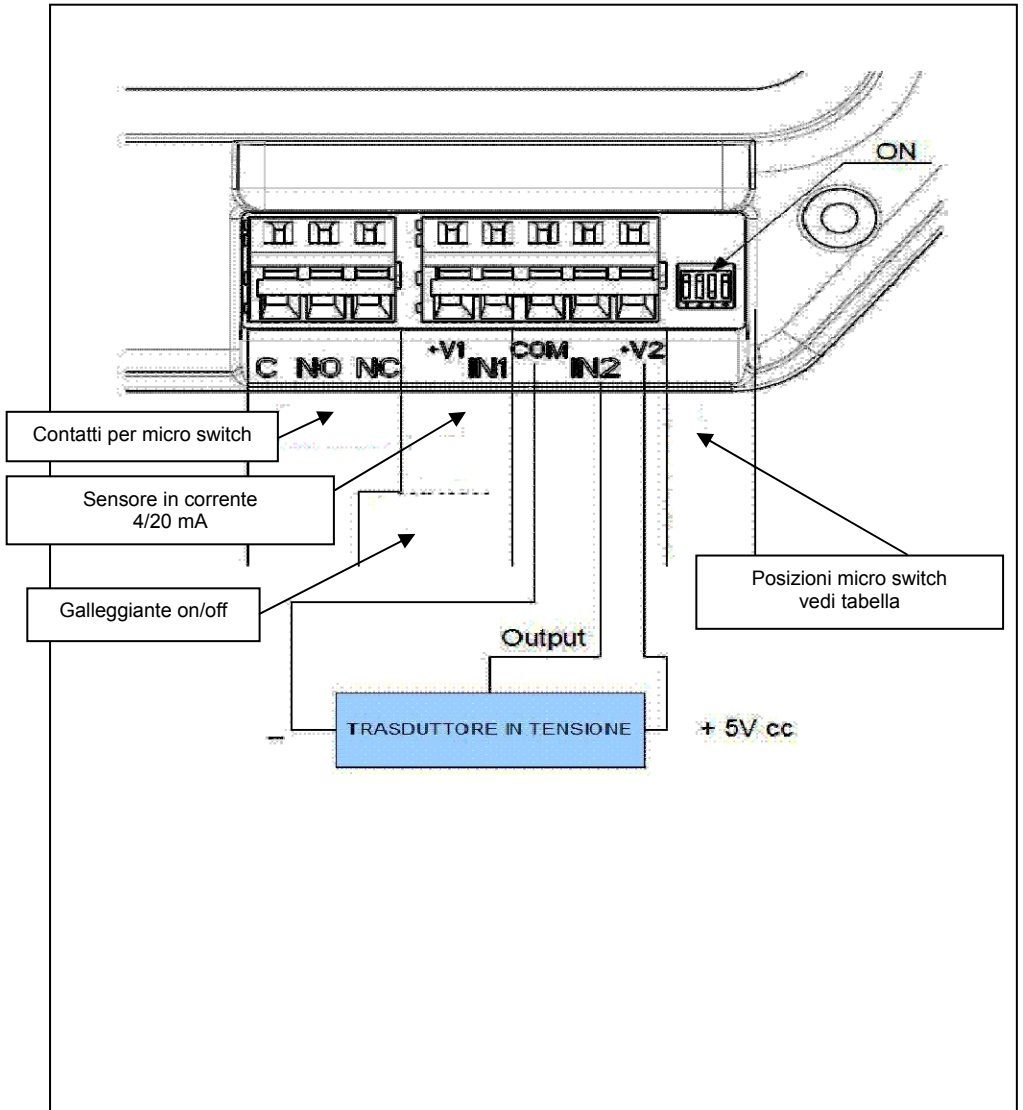 ON
C NO NC +V1 IN1 COM IN2 +V2
Contatti per micro switch
Sensore in corrente
4/20 mA
Galleggiante on/off
Posizioni micro switch
vedi tabella
Output
- TRASDUTTORE IN TENSIONE + 5V cc